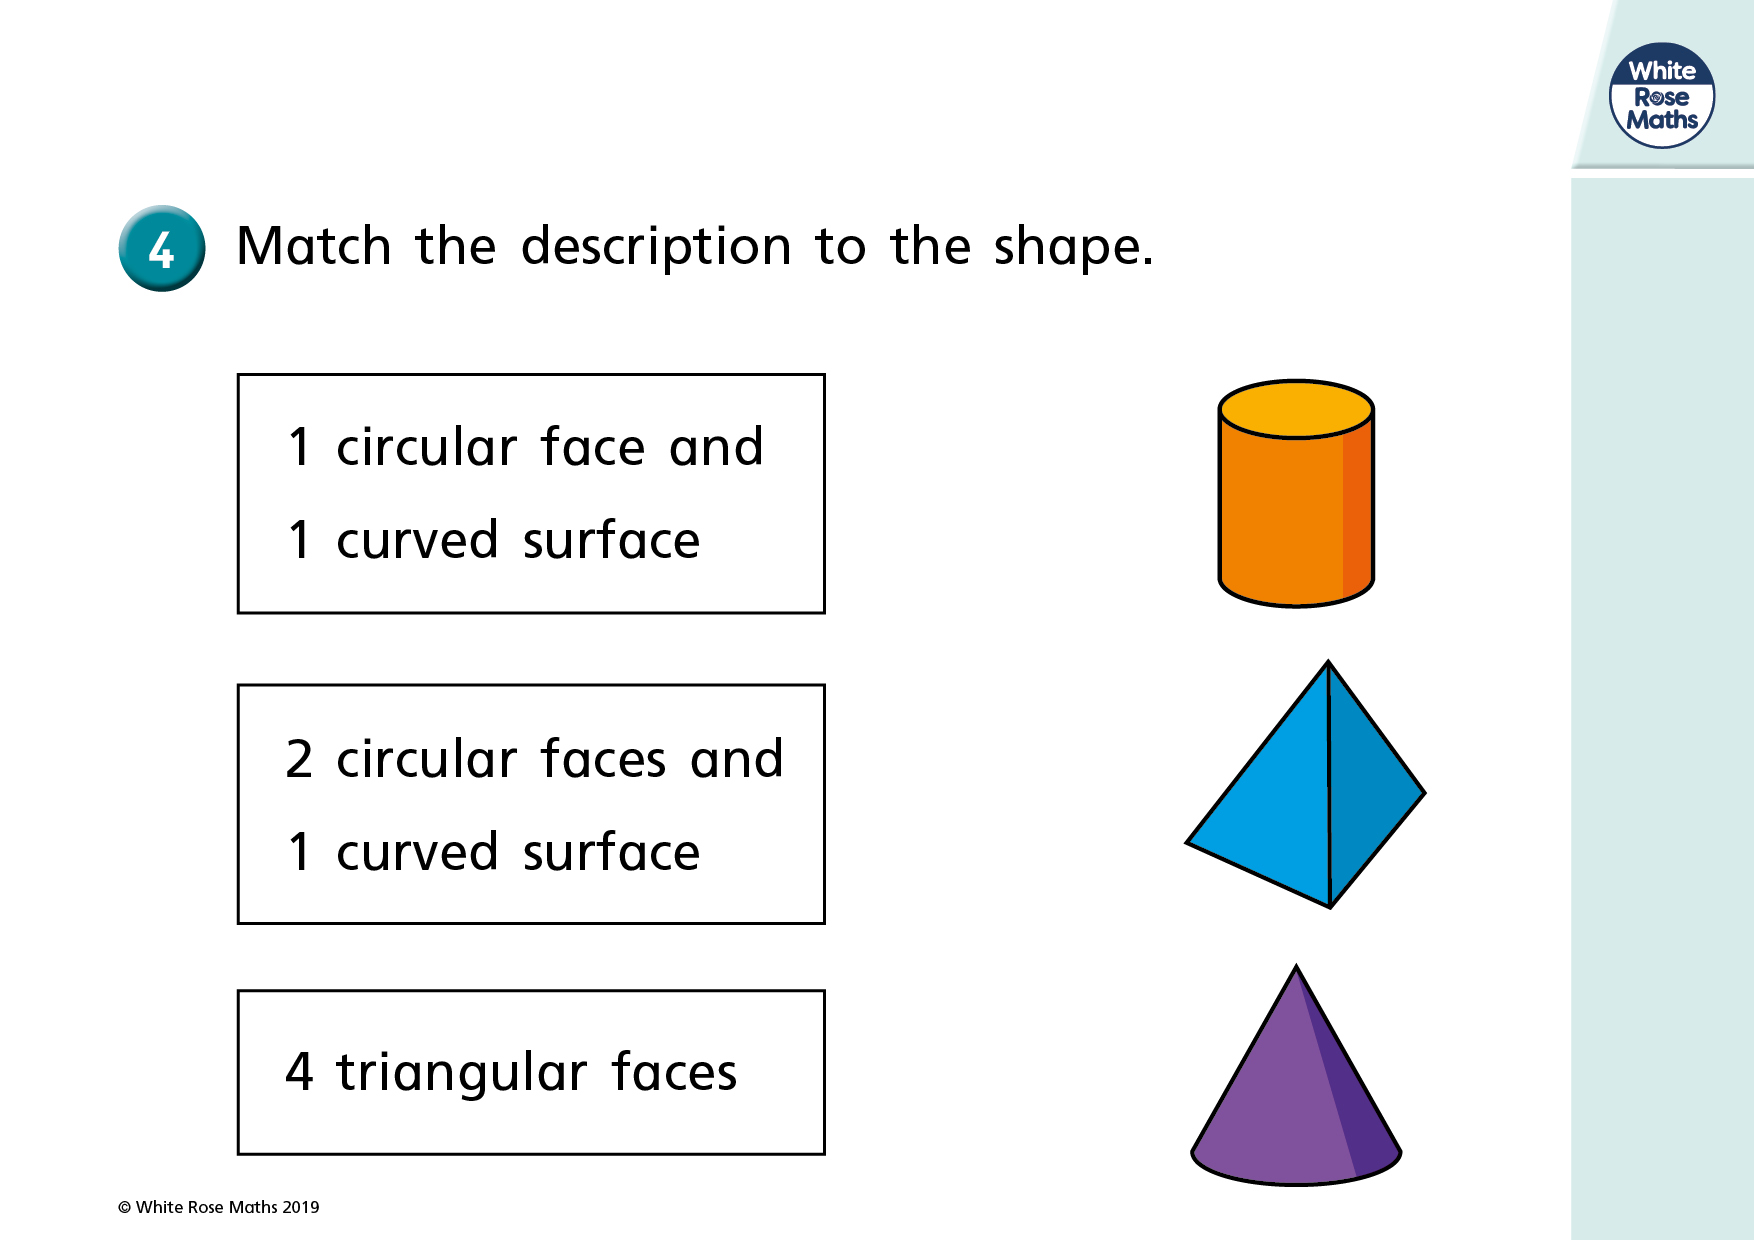 White
Rose
Maths
4 Match the description to the shape.
1 circular face and
1 curved surface
2 circular faces and
1 curved surface
4 triangular faces
© White Rose Maths 2019